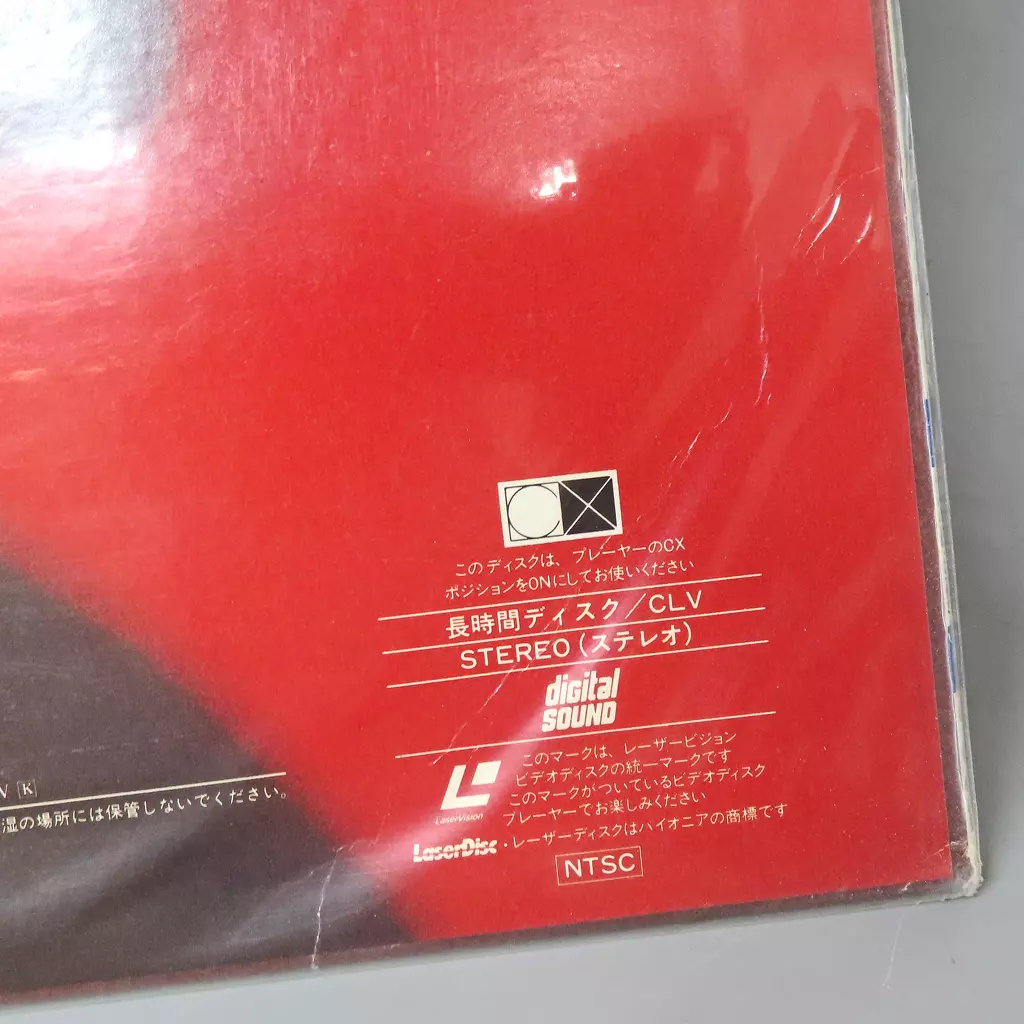 このディスクは、プレーヤーのCX
ポジションをONにしてお使いください
長時間ディスク/CLV
STEREO(ステレオ)
digital
SOUND
このマークは、レーザービジョン
ビデオディスクの統一マークです
このマークがついているビデオディスク
プレーヤーでお楽しみください
LaserVision
LaserDisc・レーザーディスクはパイオニアの商標です
NTSC
V K
湿の場所には保管しないでください。